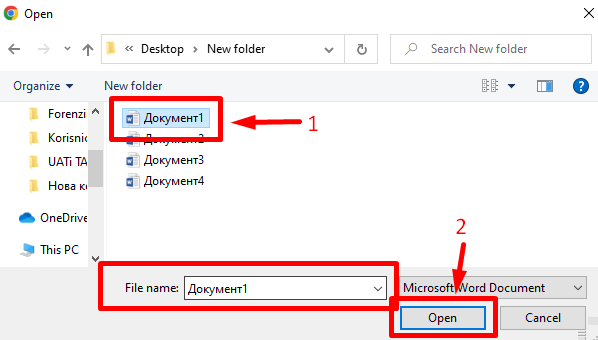 Open
Desktop New folder
Search New folder
Organize New folder
Forenzi
Korisnic
UATi TA
Нова ко
OneDrive
This PC
Документ1
Документ2
Документ3
Документ4
1
2
File name: Документ1
Microsoft Word Document
Open Cancel